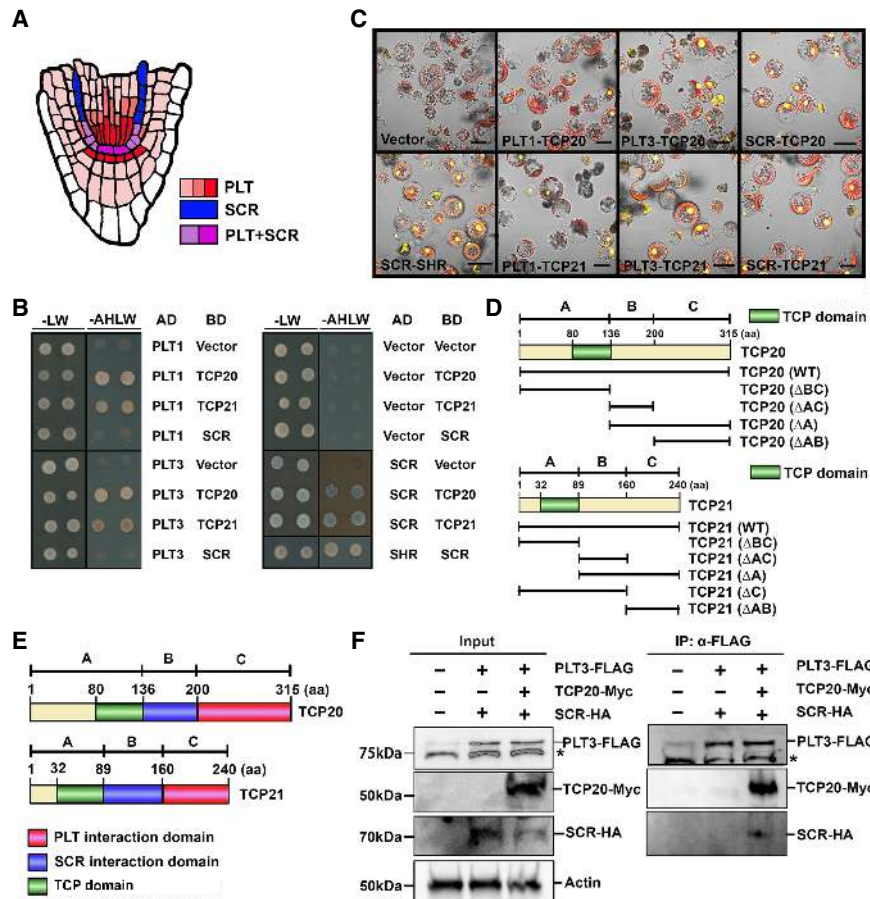 A
PLT
SCR
PLT+SCR
C
Vector
PLT1-TCP20
PLT3-TCP20
SCR-TCP20
SCR-SHR
PLT1-TCP21
PLT3-TCP21
SCR-TCP21
B
-LW -AHLW AD BD
PLT1 Vector
PLT1 TCP20
PLT1 TCP21
PLT1 SCR
PLT3 Vector
PLT3 TCP20
PLT3 TCP21
PLT3 SCR
-LW -AHLW AD BD
Vector Vector
Vector TCP20
Vector TCP21
Vector SCR
SCR Vector
SCR TCP20
SCR TCP21
SHR SCR
D
A B C
TCP domain
1 80 136 200 315 (aa)
TCP20
TCP20 (WT)
TCP20 (ΔBC)
TCP20 (ΔAC)
TCP20 (ΔA)
TCP20 (ΔAB)
A B C
TCP domain
1 32 89 160 240 (aa)
TCP21
TCP21 (WT)
TCP21 (ΔBC)
TCP21 (ΔAC)
TCP21 (ΔA)
TCP21 (ΔC)
TCP21 (ΔAB)
E
A B C
1 80 136 200 315 (aa)
TCP20
A B C
1 32 89 160 240 (aa)
TCP21
PLT interaction domain
SCR interaction domain
TCP domain
F
Input
- + + PLT3-FLAG
- - + TCP20-Myc
- + + SCR-HA
PLT3-FLAG
75kDa *
50kDa TCP20-Myc
70kDa SCR-HA
50kDa Actin
IP: α-FLAG
- + + PLT3-FLAG
- - + TCP20-Myc
- + + SCR-HA
PLT3-FLAG
*
TCP20-Myc
SCR-HA